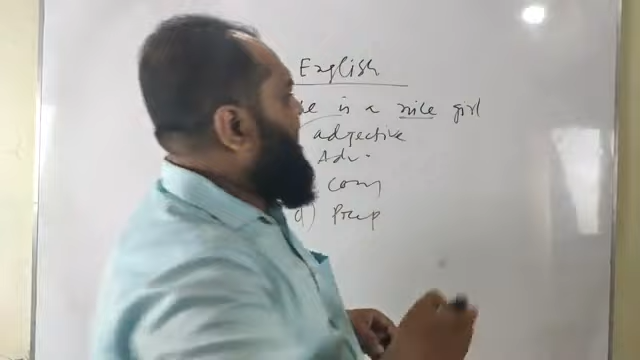 English
is a nice girl
adjective
Adv.
Conj
d) Prep